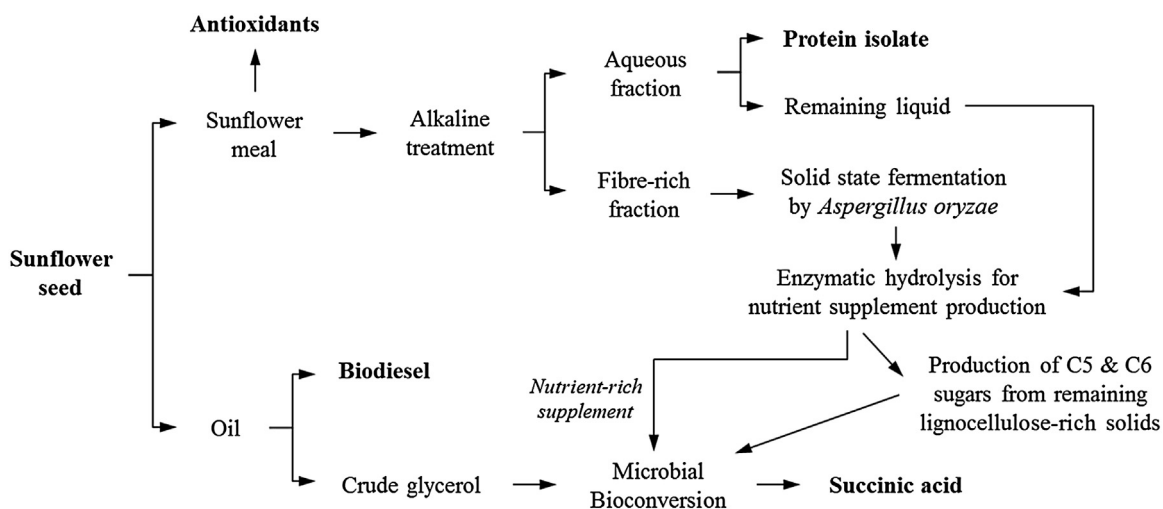 Antioxidants
Sunflower
meal
Alkaline
treatment
Aqueous
fraction
Protein isolate
Remaining liquid
Fibre-rich
fraction
Solid state fermentation
by Aspergillus oryzae
Sunflower
seed
Enzymatic hydrolysis for
nutrient supplement production
Biodiesel
Nutrient-rich
supplement
Production of C5 & C6
sugars from remaining
lignocellulose-rich solids
Oil
Crude glycerol
Microbial
Bioconversion
Succinic acid